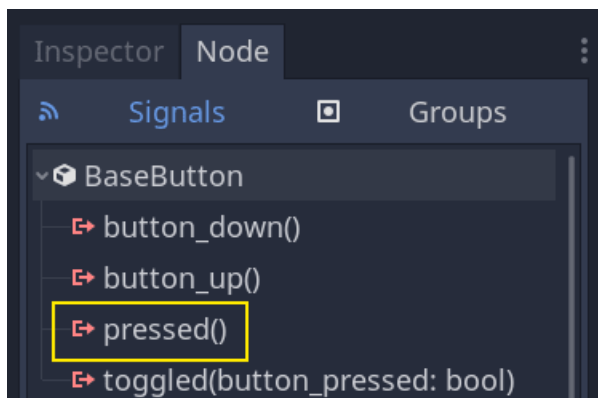 Inspector Node
Signals Groups
BaseButton
button_down()
button_up()
pressed()
toggled(button_pressed: bool)